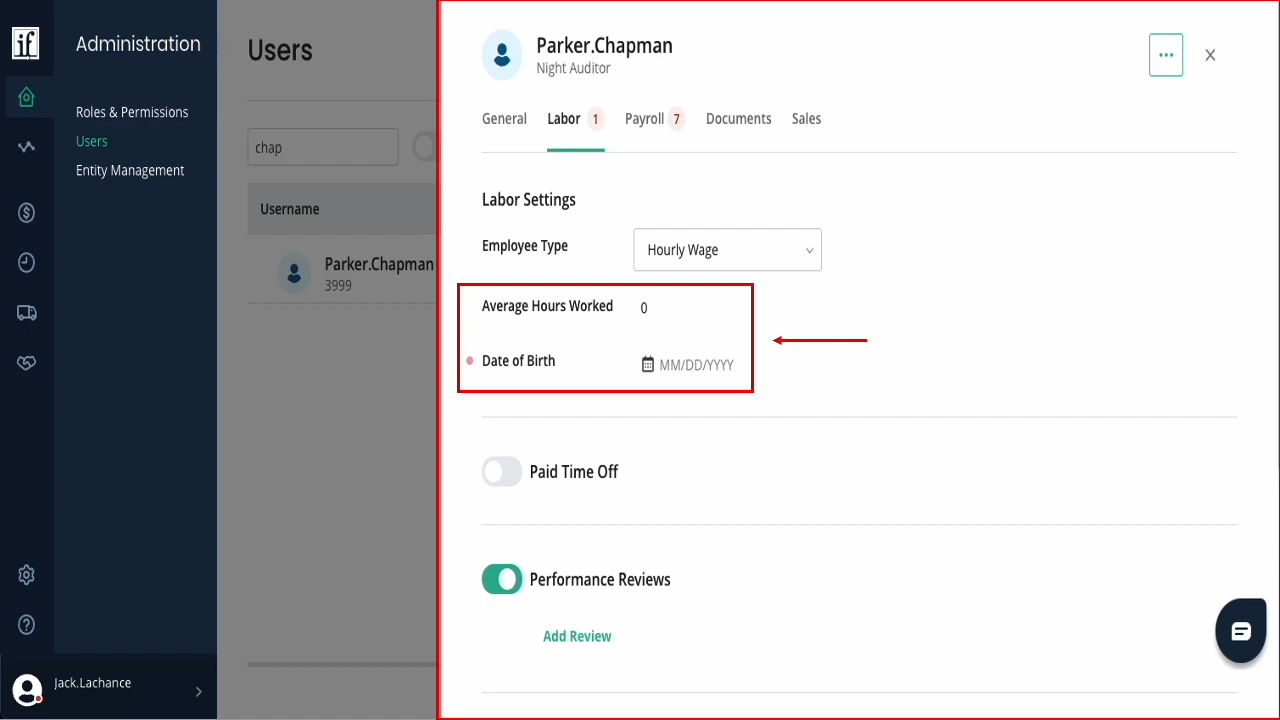 if
Administration
Roles & Permissions
Users
Entity Management
Jack.Lachance
Users
chap
Username
Parker.Chapman
3999
Parker.Chapman
Night Auditor
General
Labor 1
Payroll 7
Documents
Sales
Labor Settings
Employee Type Hourly Wage
Average Hours Worked 0
Date of Birth MM/DD/YYYY
Paid Time Off
Performance Reviews
Add Review